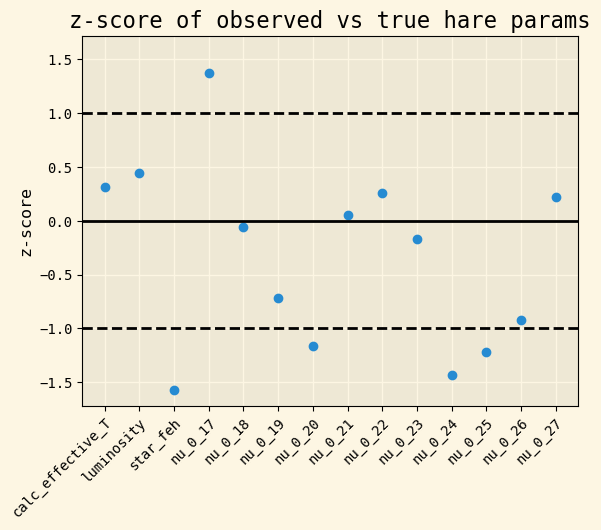 z-score of observed vs true hare params
z-score
1.5
1.0
0.5
0.0
−0.5
−1.0
−1.5
calc_effective_T
luminosity
star_feh
nu_0_17
nu_0_18
nu_0_19
nu_0_20
nu_0_21
nu_0_22
nu_0_23
nu_0_24
nu_0_25
nu_0_26
nu_0_27